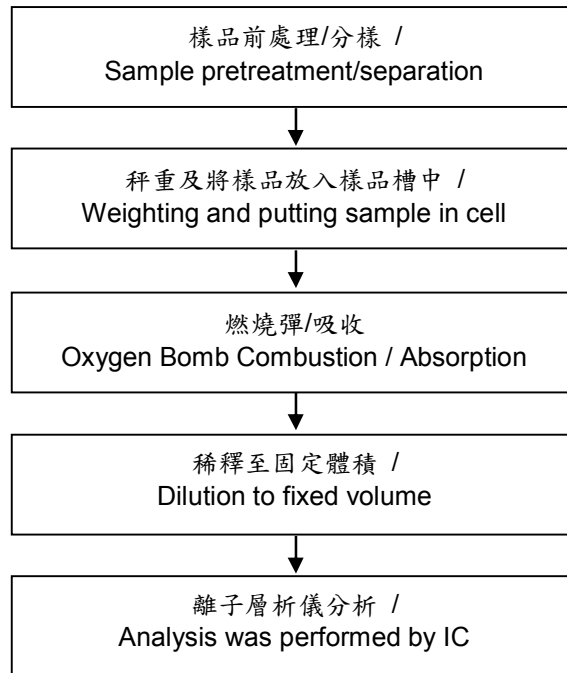 樣品前處理/分樣 /
Sample pretreatment/separation
秤重及將樣品放入樣品槽中 /
Weighting and putting sample in cell
燃燒彈/吸收
Oxygen Bomb Combustion / Absorption
稀釋至固定體積 /
Dilution to fixed volume
離子層析儀分析 /
Analysis was performed by IC